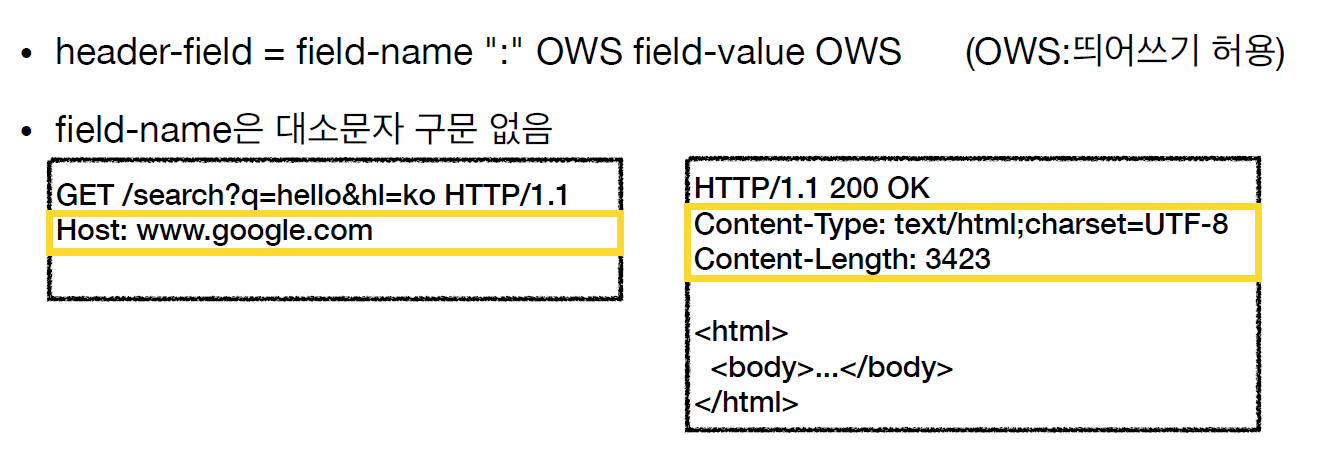 • header-field = field-name ":" OWS field-value OWS (OWS:띄어쓰기 허용)
• field-name은 대소문자 구문 없음
GET /search?q=hello&hl=ko HTTP/1.1
Host: www.google.com
HTTP/1.1 200 OK
Content-Type: text/html;charset=UTF-8
Content-Length: 3423
<html>
<body>...</body>
</html>